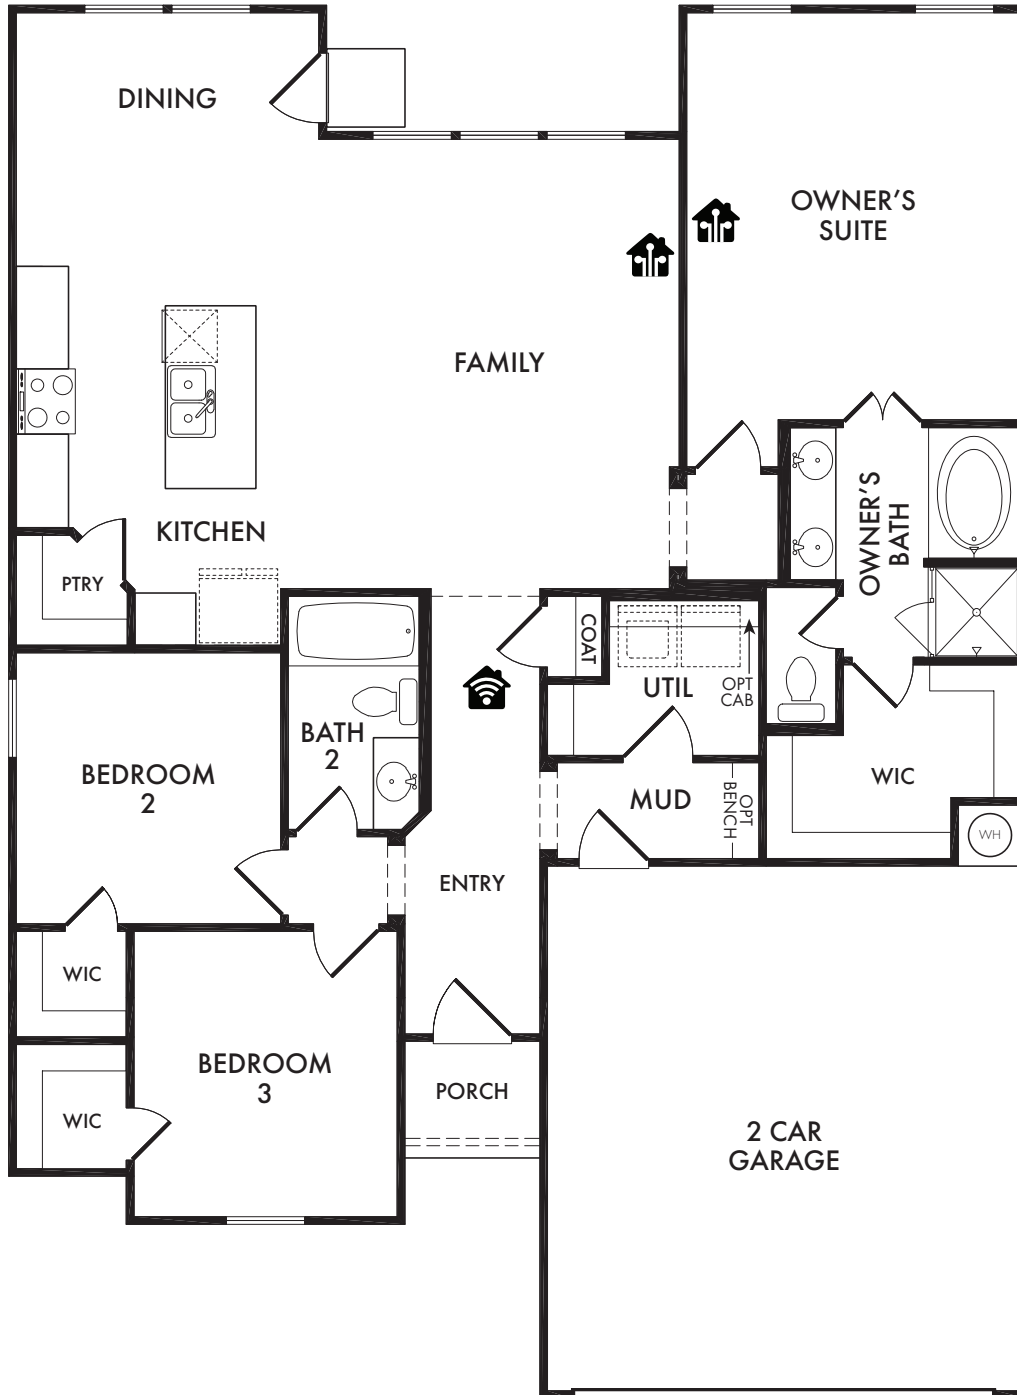 DINING
OWNER'S
SUITE
FAMILY
OWNER'S
BATH
KITCHEN
PTRY
COAT
UTIL
OPT
CAB
BATH
2
BEDROOM
2
MUD
OPT
BENCH
WIC
WH
ENTRY
WIC
BEDROOM
3
PORCH
WIC
2 CAR
GARAGE